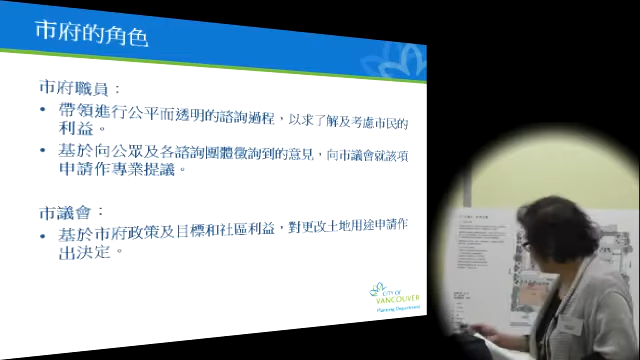 市府的角色
市府職員：
• 帶領進行公平而透明的諮詢過程，以求了解及考慮市民的
利益。
• 基於向公眾及各諮詢團體徵詢到的意見，向市議會就該項
申請作專業提議。
市議會：
• 基於市府政策及目標和社區利益，對更改土地用途申請作
出決定。
CITY OF
VANCOUVER
Planning Department